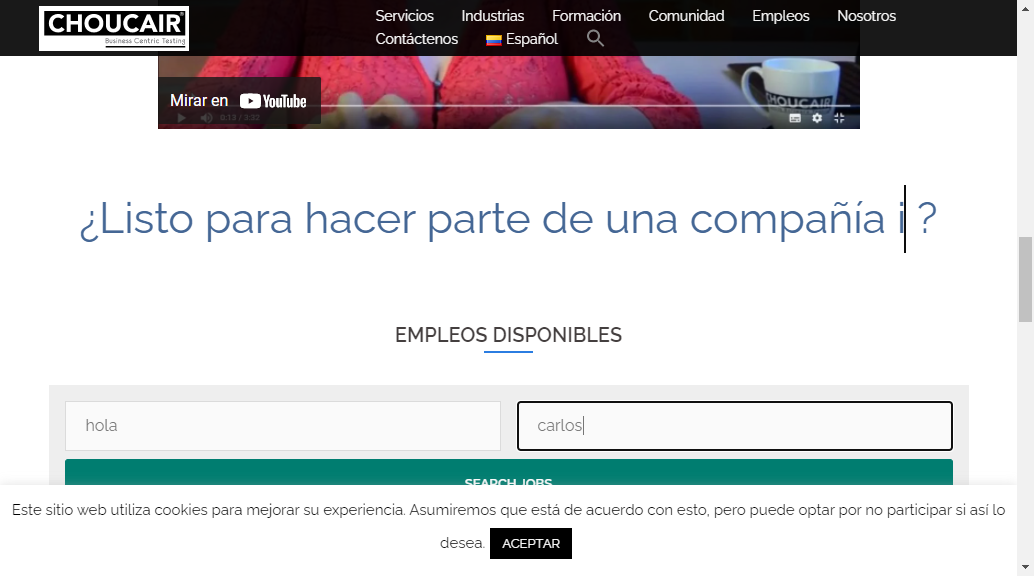 CHOUCAIR
Business Centric Testing
Servicios Industrias Formación Comunidad Empleos Nosotros
Contáctenos Español
Mirar en YouTube
0:13 / 3:32
CHOUCAIR
¿Listo para hacer parte de una compañía i ?
EMPLEOS DISPONIBLES
hola
carlos
SEARCH JOBS
Este sitio web utiliza cookies para mejorar su experiencia. Asumiremos que está de acuerdo con esto, pero puede optar por no participar si así lo
desea. ACEPTAR